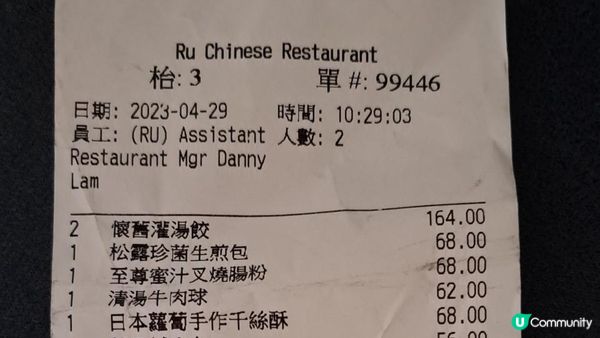 Ru Chinese Restaurant
枱: 3 單 #: 99446
日期: 2023-04-29 時間: 10:29:03
員工: (RU) Assistant 人數: 2
Restaurant Mgr Danny
Lam
2 懷舊灌湯餃 164.00
1 松露珍菌生煎包 68.00
1 至尊蜜汁叉燒腸粉 68.00
1 清湯牛肉球 62.00
1 日本蘿蔔手作千絲酥 68.00
56.00
U Community